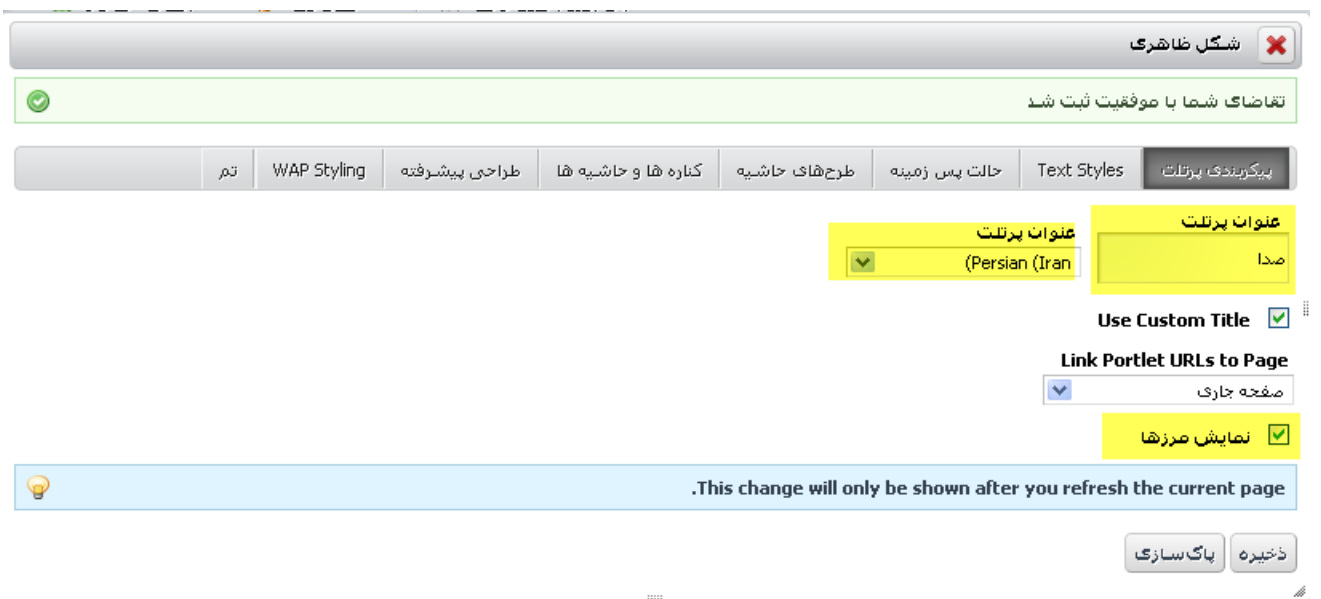 شکل ظاهری
تقاضای شما با موفقیت ثبت شد
پیکربندی پرتلت Text Styles حالت پس زمینه طرح‌های حاشیه کناره ها و حاشیه ها طراحی پیشرفته WAP Styling تم
عنوان پرتلت
صدا
عنوان پرتلت
(Persian (Iran
Use Custom Title
Link Portlet URLs to Page
صفحه جاری
نمایش مرزها
.This change will only be shown after you refresh the current page
ذخیره پاک‌سازی